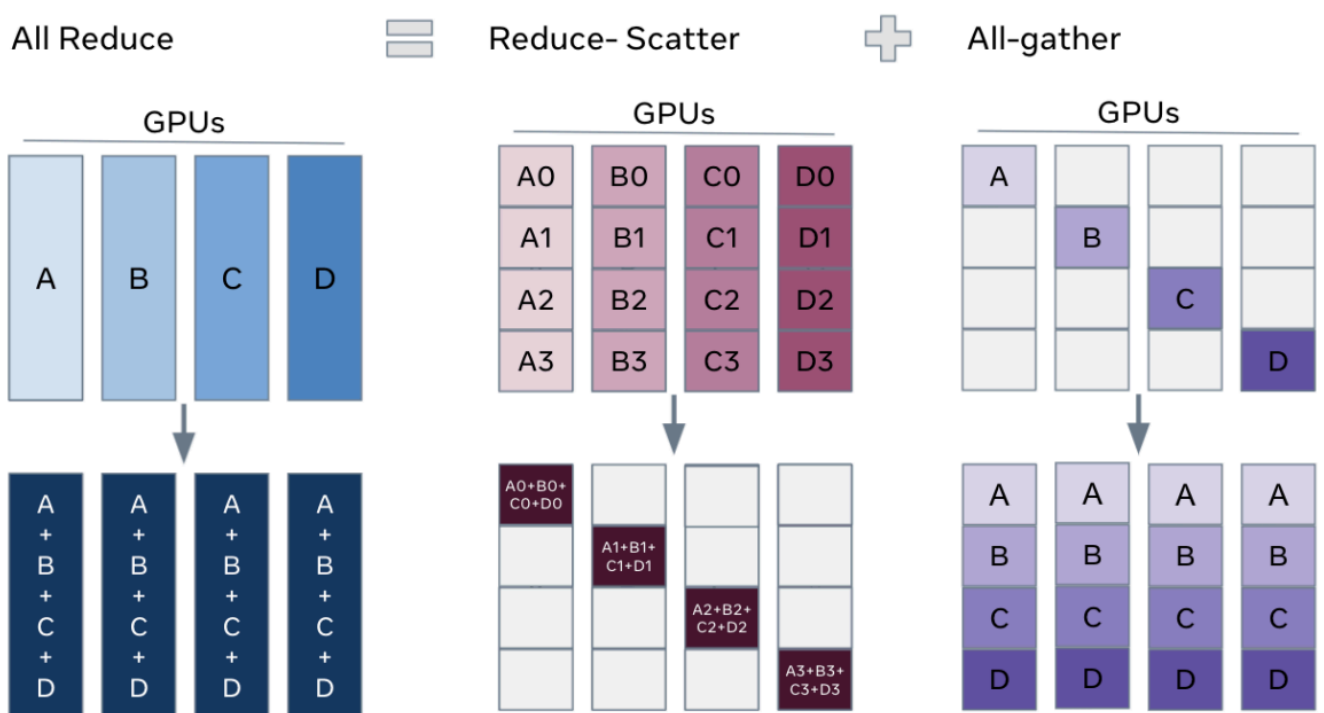 All Reduce
Reduce- Scatter
All-gather
GPUs
A B C D
A A A A
+ + + +
B B B B
+ + + +
C C C C
+ + + +
D D D D
GPUs
A0 B0 C0 D0
A1 B1 C1 D1
A2 B2 C2 D2
A3 B3 C3 D3
A0+B0+
C0+D0
A1+B1+
C1+D1
A2+B2+
C2+D2
A3+B3+
C3+D3
GPUs
A
B
C
D
A A A A
B B B B
C C C C
D D D D